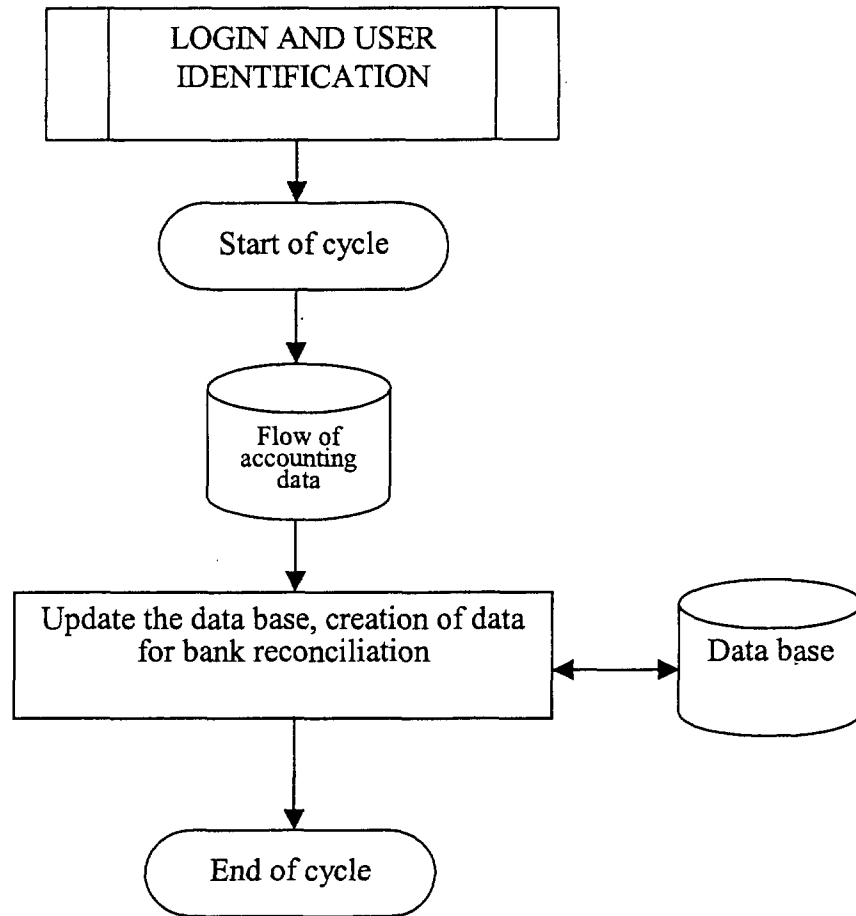 LOGIN AND USER
IDENTIFICATION
Start of cycle
Flow of
accounting
data
Update the data base, creation of data
for bank reconciliation
Data base
End of cycle